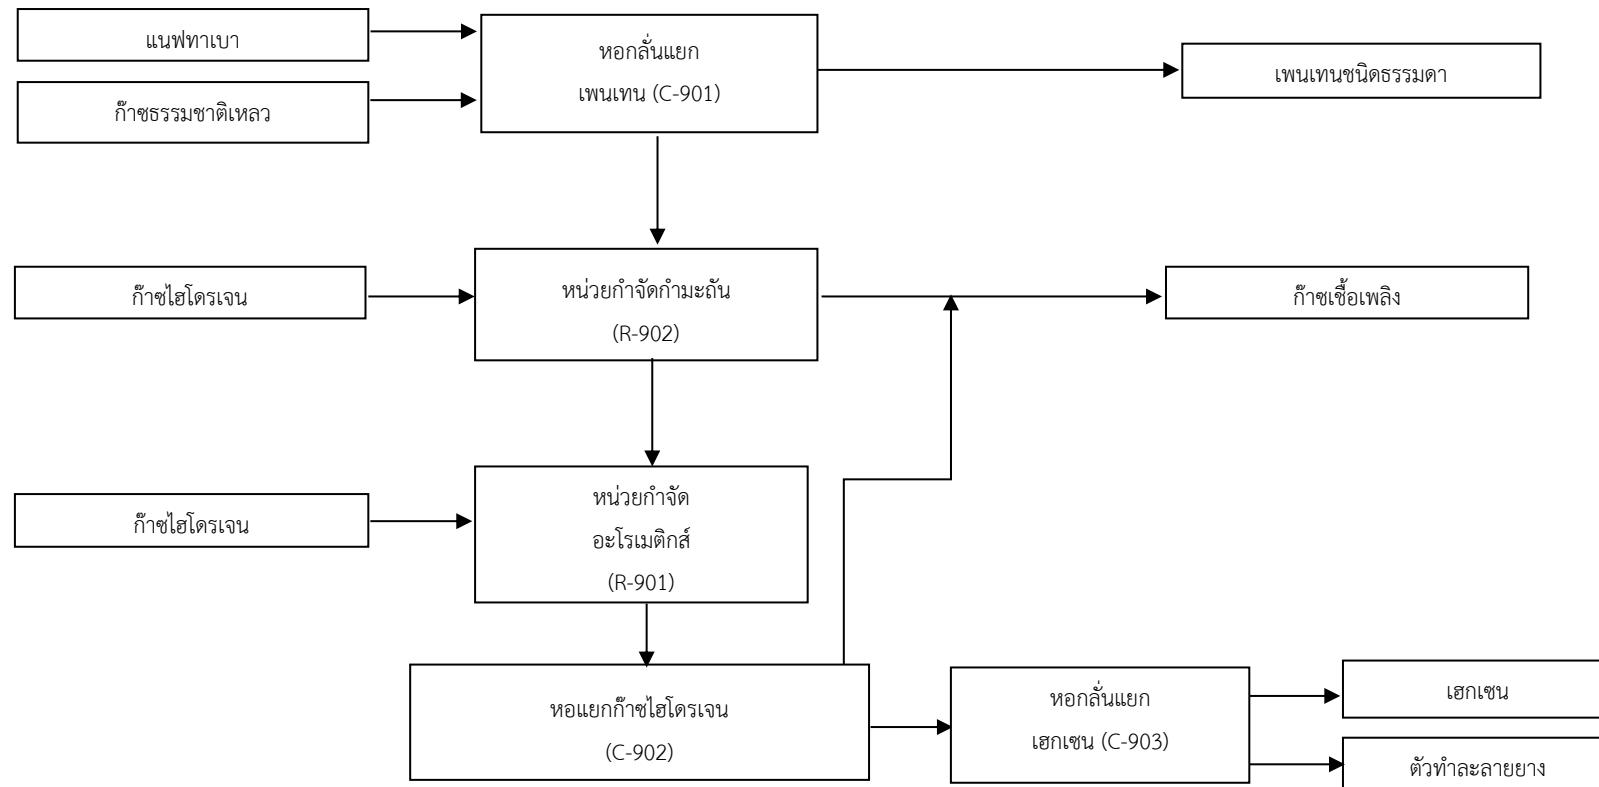 แนฟทาเบา
หอกลั่นแยก
เพนเทน (C-901)
เพนเทนชนิดธรรมดา
ก๊าซธรรมชาติเหลว
ก๊าซไฮโดรเจน
หน่วยกำจัดกำมะถัน
(R-902)
ก๊าซเชื้อเพลิง
ก๊าซไฮโดรเจน
หน่วยกำจัด
อะโรเมติกส์
(R-901)
หอแยกก๊าซไฮโดรเจน
(C-902)
หอกลั่นแยก
เฮกเซน (C-903)
เฮกเซน
ตัวทำละลายยาง